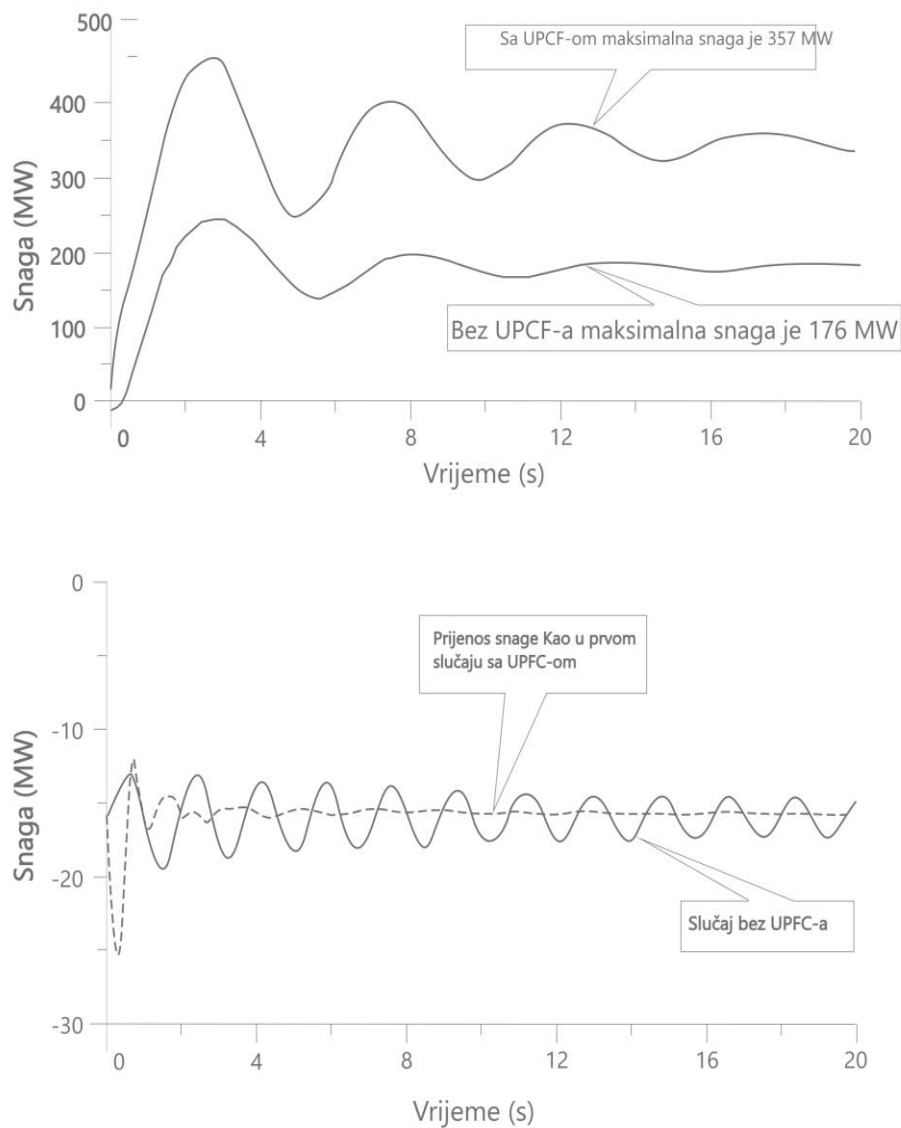 500
400
300
200
100
0
Snaga (MW)
Sa UPCF-om maksimalna snaga je 357 MW
Bez UPCF-a maksimalna snaga je 176 MW
0 4 8 12 16 20
Vrijeme (s)
0
-10
-20
-30
Snaga (MW)
Prijenos snage Kao u prvom
slučaju sa UPFC-om
Slučaj bez UPFC-a
0 4 8 12 16 20
Vrijeme (s)